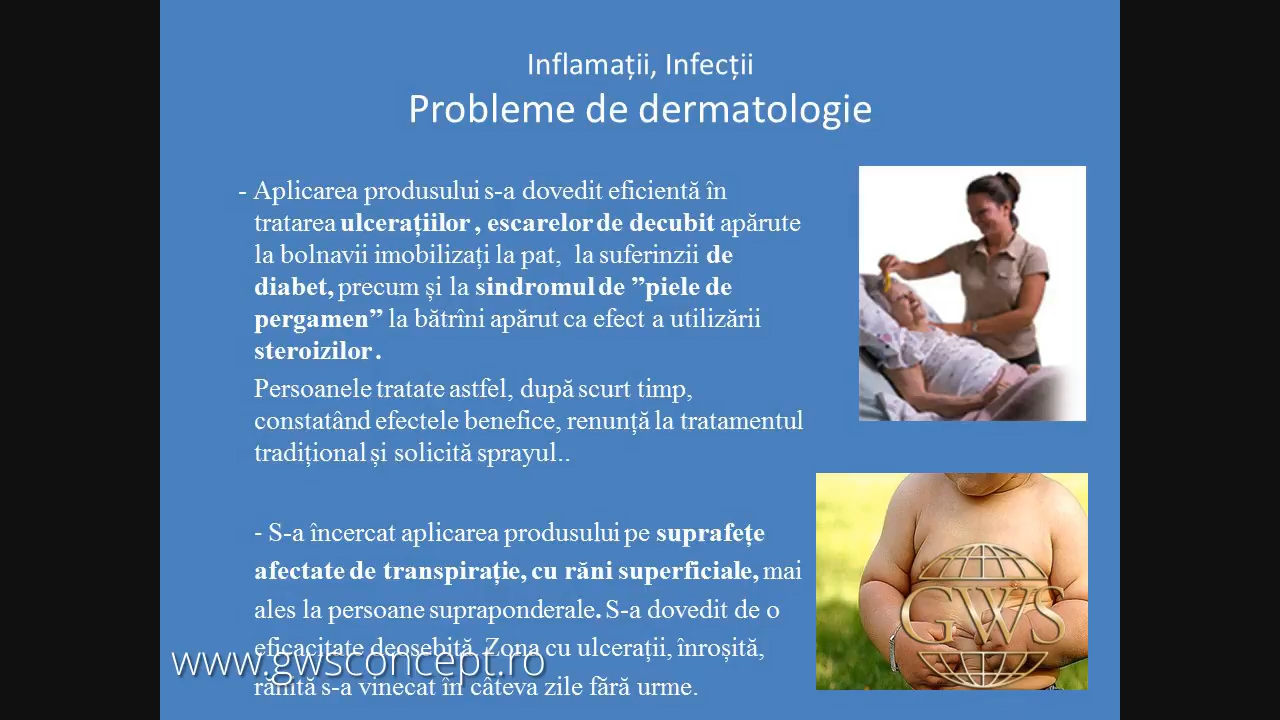 Inflamații, Infecții
Probleme de dermatologie
- Aplicarea produsului s-a dovedit eficientă în
tratarea ulcerațiilor , escarelor de decubit apărute
la bolnavii imobilizați la pat, la suferinzii de
diabet, precum și la sindromul de ”piele de
pergamen” la bătrîni apărut ca efect a utilizării
steroizilor .
Persoanele tratate astfel, după scurt timp,
constatând efectele benefice, renunță la tratamentul
tradițional și solicită sprayul..
- S-a încercat aplicarea produsului pe suprafețe
afectate de transpirație, cu răni superficiale, mai
ales la persoane supraponderale. S-a dovedit de o
eficacitate deosebită. Zona cu ulcerații, înroșită,
rănită s-a vinecat în câteva zile fără urme.
www.gwsconcept.ro
GWS